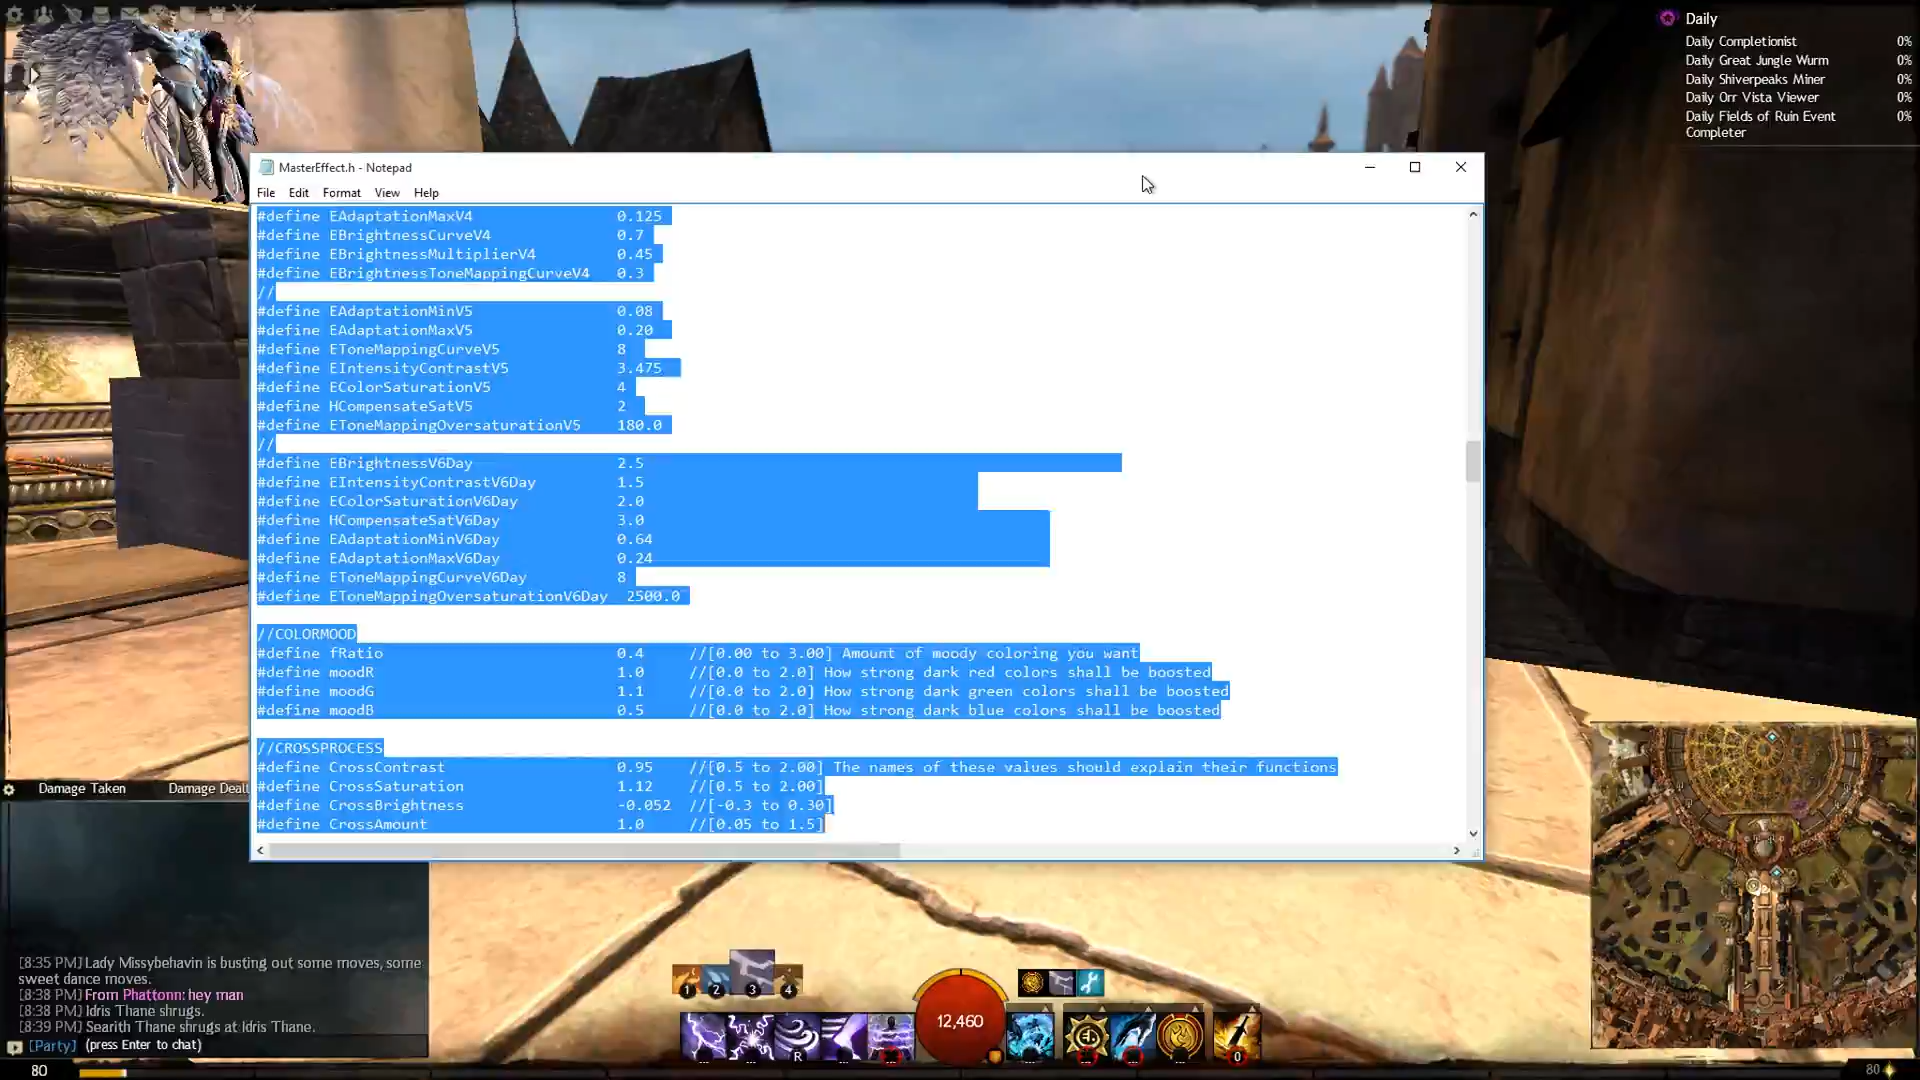 Daily
Daily Completionist 0%
Daily Great Jungle Wurm 0%
Daily Shiverpeaks Miner 0%
Daily Orr Vista Viewer 0%
Daily Fields of Ruin Event 0%
Completer
MasterEffect.h - Notepad
File Edit Format View Help
#define EAdaptationMaxV4 0.125
#define EBrightnessCurveV4 0.7
#define EBrightnessMultiplierV4 0.45
#define EBrightnessToneMappingCurveV4 0.3
//
#define EAdaptationMinV5 0.08
#define EAdaptationMaxV5 0.20
#define EToneMappingCurveV5 8
#define EIntensityContrastV5 3.475
#define EColorSaturationV5 4
#define HCompensateSatV5 2
#define EToneMappingOversaturationV5 180.0
//
#define EBrightnessV6Day 2.5
#define EIntensityContrastV6Day 1.5
#define EColorSaturationV6Day 2.0
#define HCompensateSatV6Day 3.0
#define EAdaptationMinV6Day 0.64
#define EAdaptationMaxV6Day 0.24
#define EToneMappingCurveV6Day 8
#define EToneMappingOversaturationV6Day 2500.0
//COLORMOOD
#define fRatio 0.4 //[0.00 to 3.00] Amount of moody coloring you want
#define moodR 1.0 //[0.0 to 2.0] How strong dark red colors shall be boosted
#define moodG 1.1 //[0.0 to 2.0] How strong dark green colors shall be boosted
#define moodB 0.5 //[0.0 to 2.0] How strong dark blue colors shall be boosted
//CROSSPROCESS
#define CrossContrast 0.95 //[0.5 to 2.00] The names of these values should explain their functions
#define CrossSaturation 1.12 //[0.5 to 2.00]
#define CrossBrightness -0.052 //[-0.3 to 0.30]
#define CrossAmount 1.0 //[0.05 to 1.5]
Damage Taken Damage Dealt
[8:35 PM] Lady Missybehavin is busting out some moves, some
sweet dance moves.
[8:38 PM] From Phattonn: hey man
[8:38 PM] Idris Thane shrugs.
[8:39 PM] Searith Thane shrugs at Idris Thane.
[Party] (press Enter to chat)
1 2 3 4
12,460
R
0
80
80